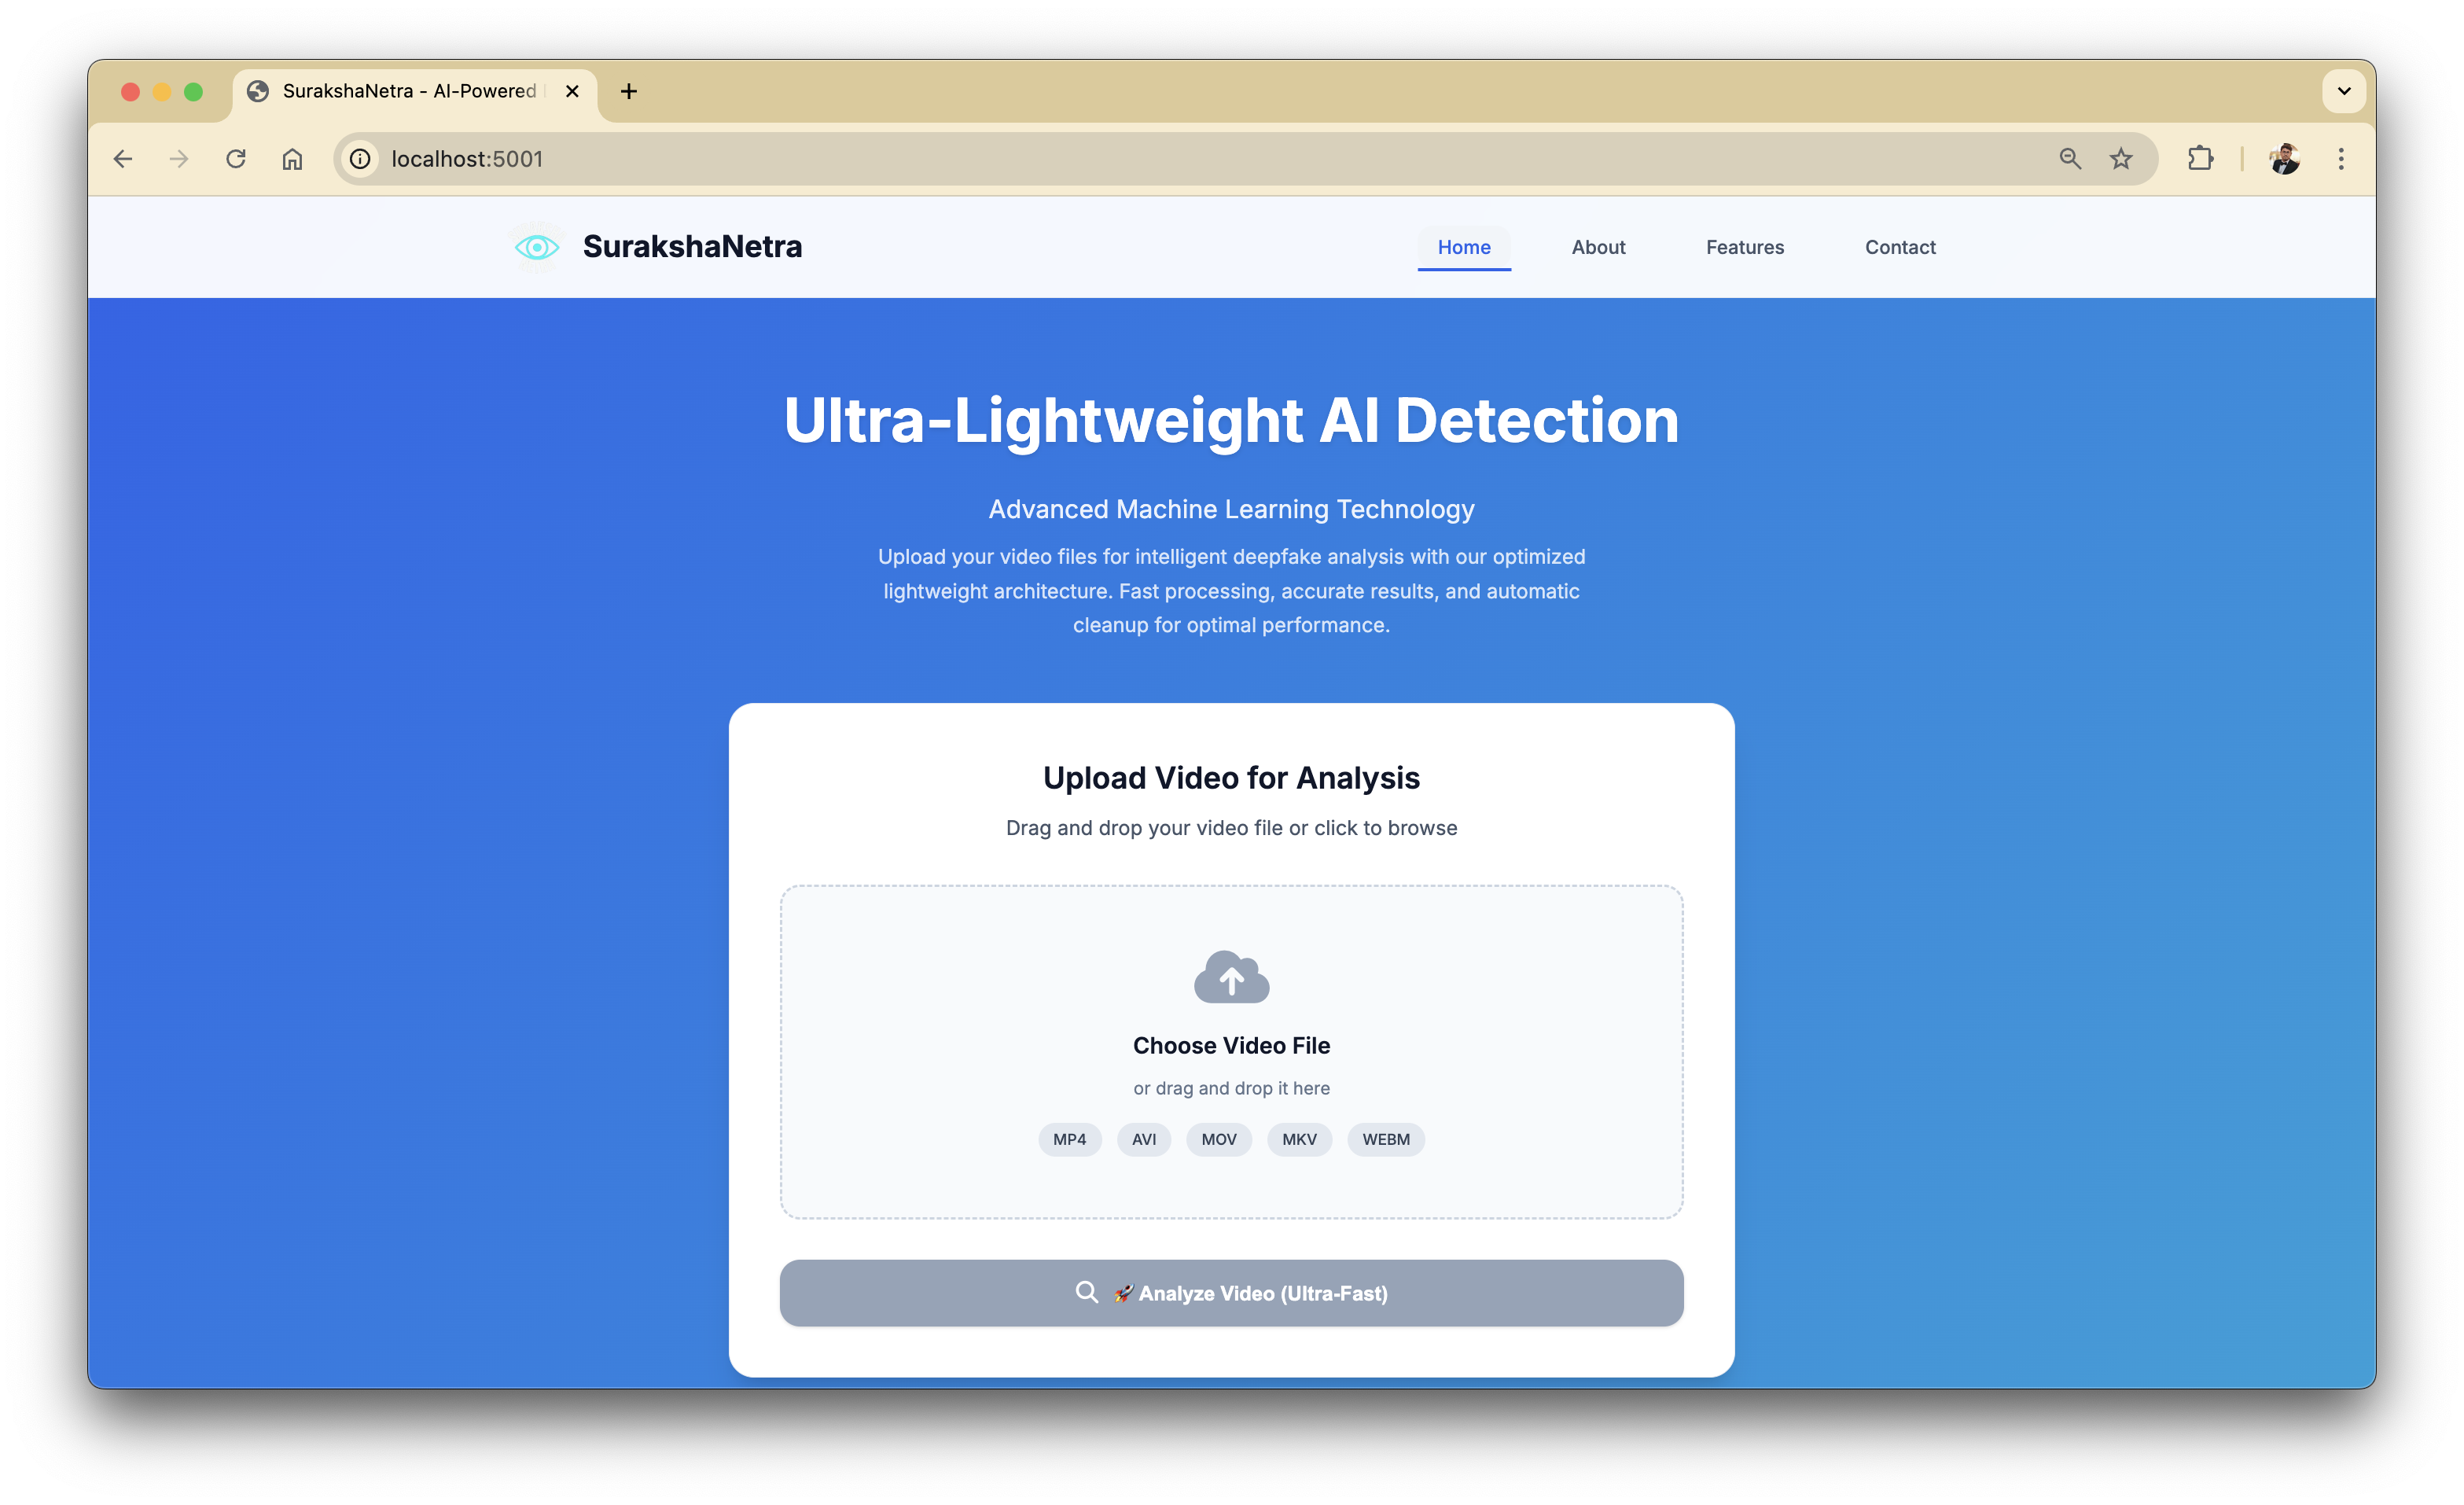 SurakshaNetra - AI-Powered
localhost:5001
SurakshaNetra
Home
About
Features
Contact
Ultra-Lightweight AI Detection
Advanced Machine Learning Technology
Upload your video files for intelligent deepfake analysis with our optimized
lightweight architecture. Fast processing, accurate results, and automatic
cleanup for optimal performance.
Upload Video for Analysis
Drag and drop your video file or click to browse
Choose Video File
or drag and drop it here
MP4
AVI
MOV
MKV
WEBM
🚀 Analyze Video (Ultra-Fast)